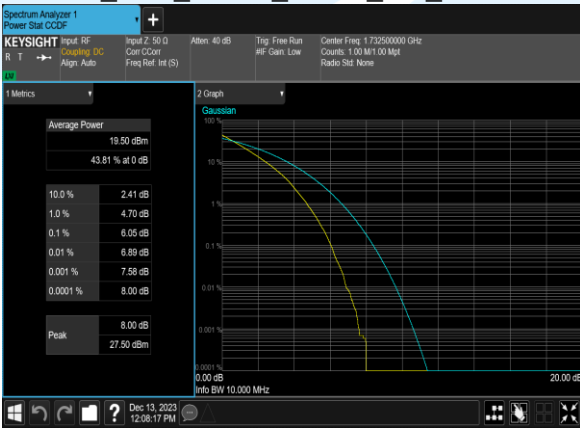 Spectrum Analyzer 1
Power Stat CCDF
+
KEYSIGHT
R T
LXI
Input: RF
Coupling: DC
Align: Auto
Input Z: 50 Ω
Corr CCorr
Freq Ref: Int (S)
Atten: 40 dB
Trig: Free Run
#IF Gain: Low
Center Freq: 1.732500000 GHz
Counts: 1.00 M/1.00 Mpt
Radio Std: None
1 Metrics
Average Power
19.50 dBm
43.81 % at 0 dB
10.0 % 2.41 dB
1.0 % 4.70 dB
0.1 % 6.05 dB
0.01 % 6.89 dB
0.001 % 7.58 dB
0.0001 % 8.00 dB
Peak
8.00 dB
27.50 dBm
2 Graph
Gaussian
100 %
10 %
1 %
0.1 %
0.01 %
0.001 %
0.0001 %
0.00 dB
20.00 dB
Info BW 10.000 MHz
?
Dec 13, 2023
12:08:17 PM